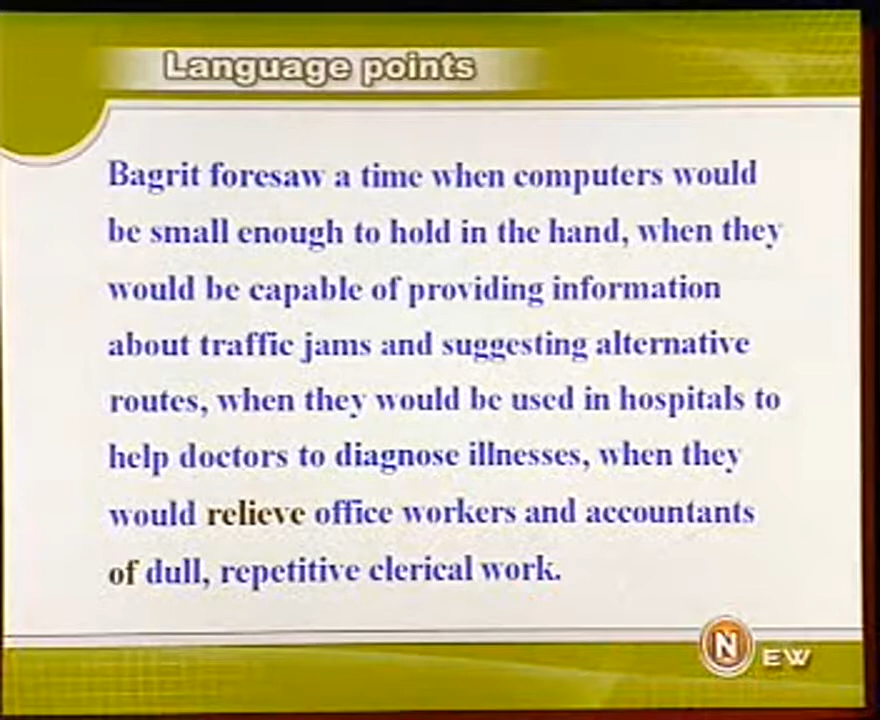 Language points
Bagrit foresaw a time when computers would
be small enough to hold in the hand, when they
would be capable of providing information
about traffic jams and suggesting alternative
routes, when they would be used in hospitals to
help doctors to diagnose illnesses, when they
would relieve office workers and accountants
of dull, repetitive clerical work.
NEW